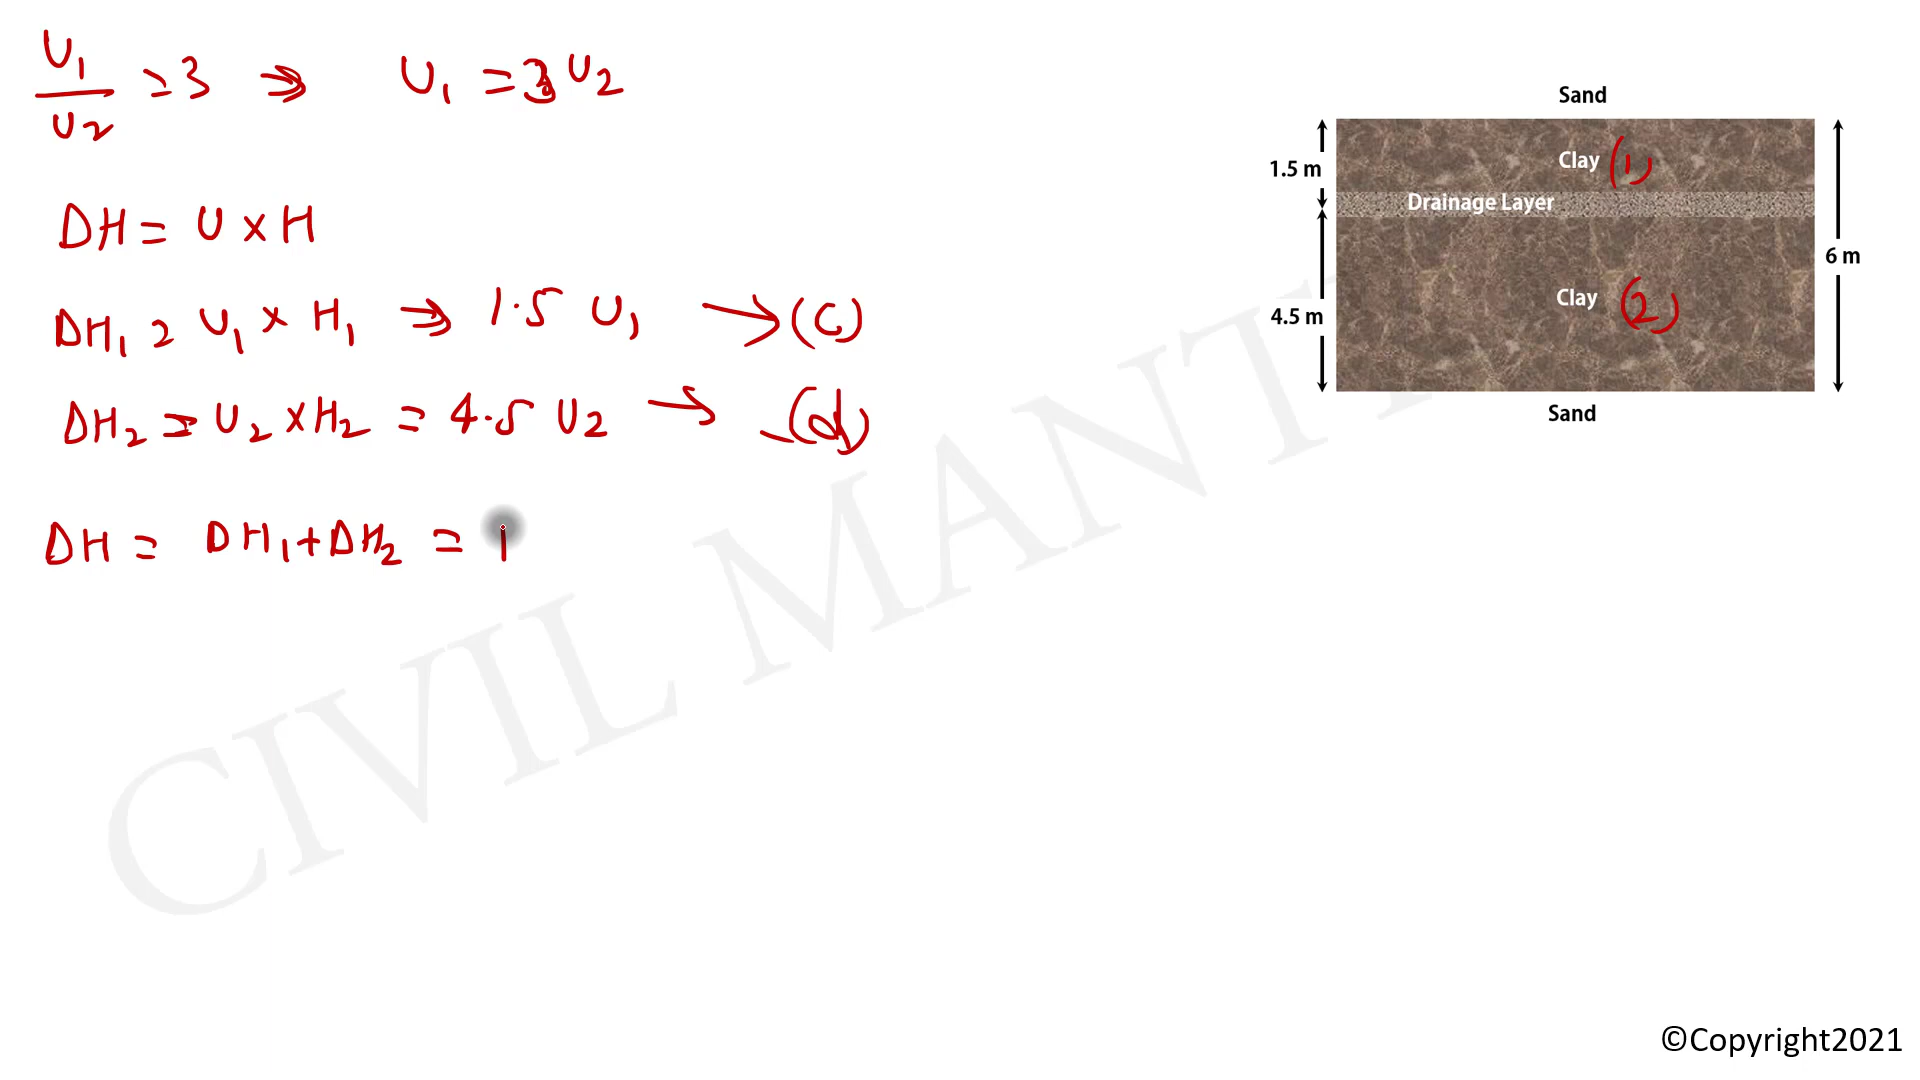 U₁/U₂ = 3 ⇒ U₁ = 3U₂
Sand
1.5 m
Clay (1)
Drainage Layer
DH = U × H
6 m
DH₁ = U₁ × H₁ ⇒ 1.5 U₁ → (c)
Clay (2)
4.5 m
DH₂ = U₂ × H₂ = 4.5 U₂ → (d)
Sand
DH = DH₁ + DH₂ = 1
CIVIL MANT
©Copyright2021